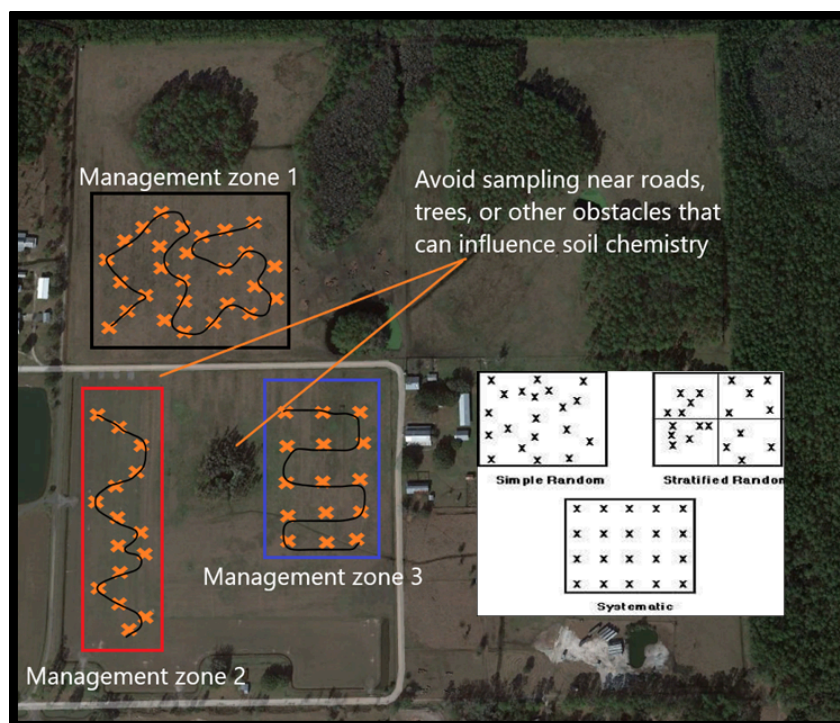 Management zone 1
Avoid sampling near roads,
trees, or other obstacles that
can influence soil chemistry
Simple Random
Stratified Random
Management zone 3
Systematic
Management zone 2